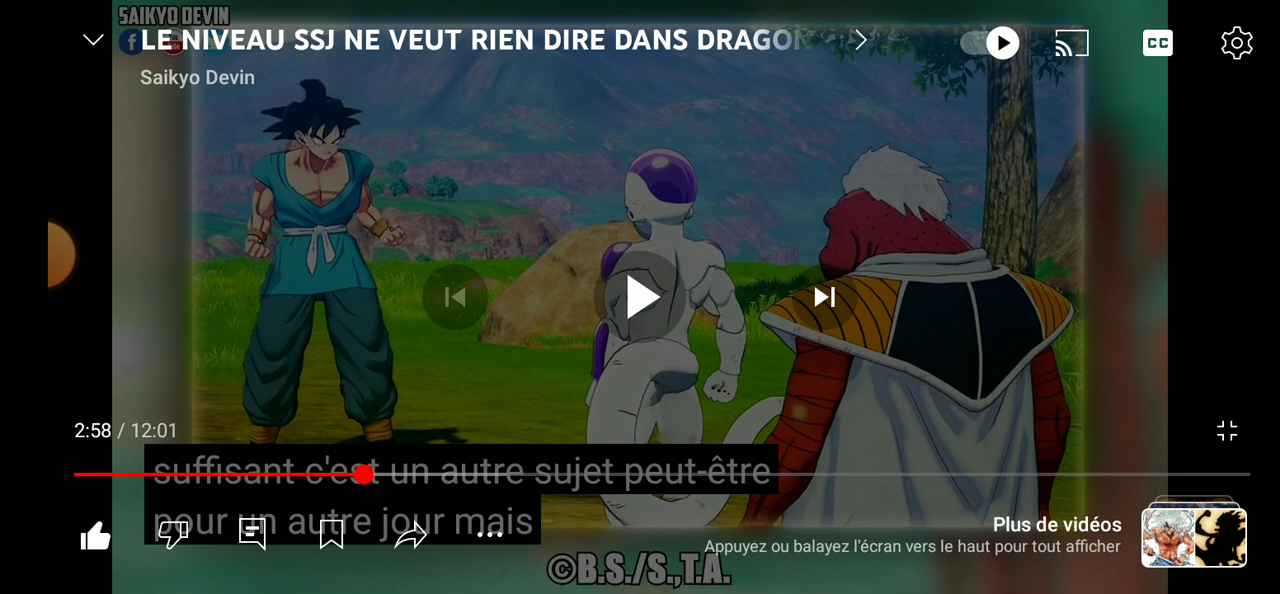 SAIKYO DEVIN
LE NIVEAU SSJ NE VEUT RIEN DIRE DANS DRAGON
Saikyo Devin
CC
2:58 / 12:01
suffisant c'est un autre sujet peut-être
pour un autre jour mais
Plus de vidéos
Appuyez ou balayez l'écran vers le haut pour tout afficher
©B.S./S.,T.A.